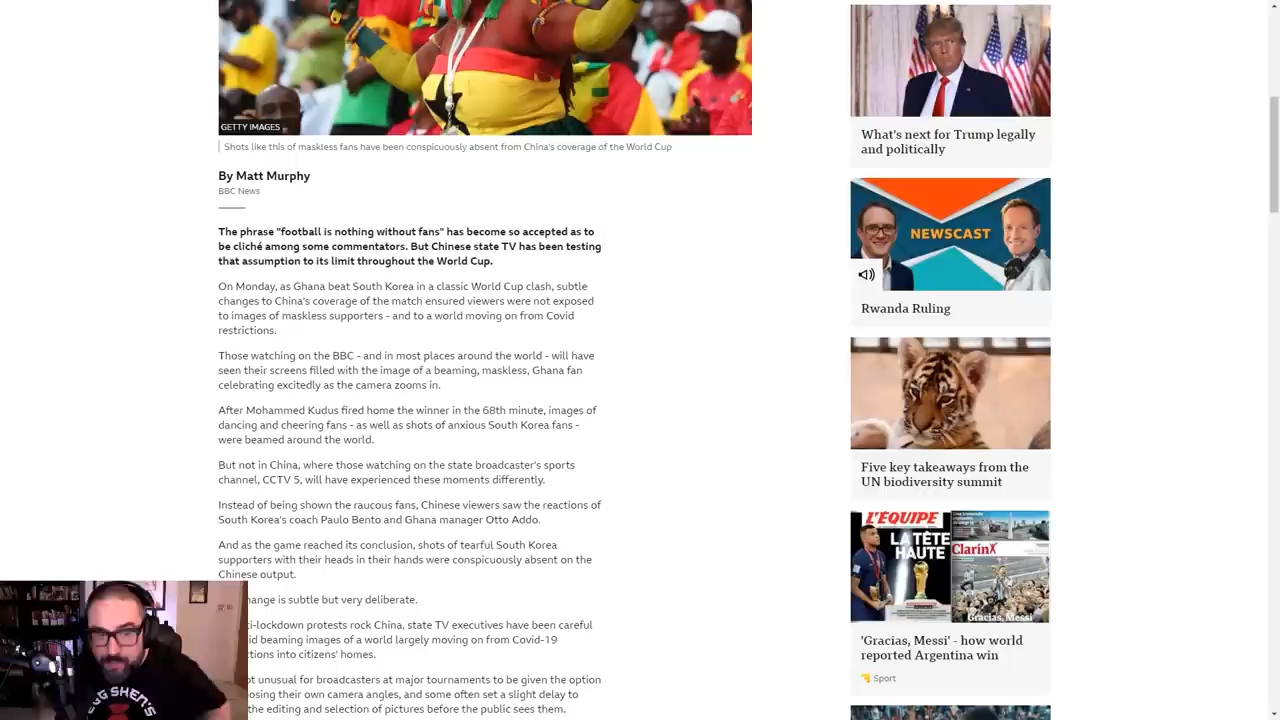 GETTY IMAGES
Shots like this of maskless fans have been conspicuously absent from China's coverage of the World Cup
By Matt Murphy
BBC News
The phrase "football is nothing without fans" has become so accepted as to
be cliché among some commentators. But Chinese state TV has been testing
that assumption to its limit throughout the World Cup.
On Monday, as Ghana beat South Korea in a classic World Cup clash, subtle
changes to China's coverage of the match ensured viewers were not exposed
to images of maskless supporters - and to a world moving on from Covid
restrictions.
Those watching on the BBC - and in most places around the world - will have
seen their screens filled with the image of a beaming, maskless, Ghana fan
celebrating excitedly as the camera zooms in.
After Mohammed Kudus fired home the winner in the 68th minute, images of
dancing and cheering fans - as well as shots of anxious South Korea fans -
were beamed around the world.
But not in China, where those watching on the state broadcaster's sports
channel, CCTV 5, will have experienced these moments differently.
Instead of being shown the raucous fans, Chinese viewers saw the reactions of
South Korea's coach Paulo Bento and Ghana manager Otto Addo.
And as the game reached its conclusion, shots of tearful South Korea
supporters with their heads in their hands were conspicuously absent on the
Chinese output.
hange is subtle but very deliberate.
ti-lockdown protests rock China, state TV executives have been careful
id beaming images of a world largely moving on from Covid-19
ctions into citizens' homes.
ot unusual for broadcasters at major tournaments to be given the option
osing their own camera angles, and some often set a slight delay to
the editing and selection of pictures before the public sees them.
What's next for Trump legally
and politically
NEWSCAST
Rwanda Ruling
Five key takeaways from the
UN biodiversity summit
L'ÉQUIPE
LA TÊTE
HAUTE
Clarín
Gracias, Messi
'Gracias, Messi' - how world
reported Argentina win
Sport